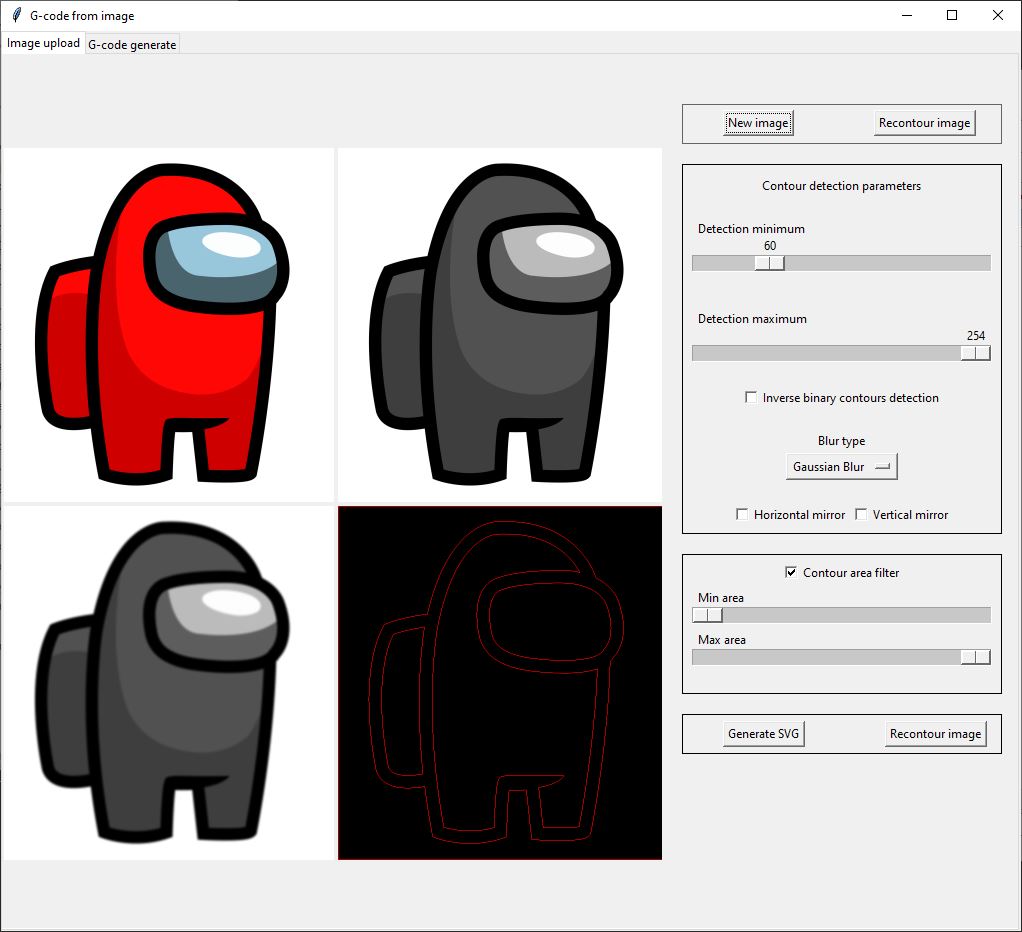 G-code from image
Image upload G-code generate
New image Recontour image
Contour detection parameters
Detection minimum
60
Detection maximum
254
Inverse binary contours detection
Blur type
Gaussian Blur
Horizontal mirror Vertical mirror
Contour area filter
Min area
Max area
Generate SVG Recontour image